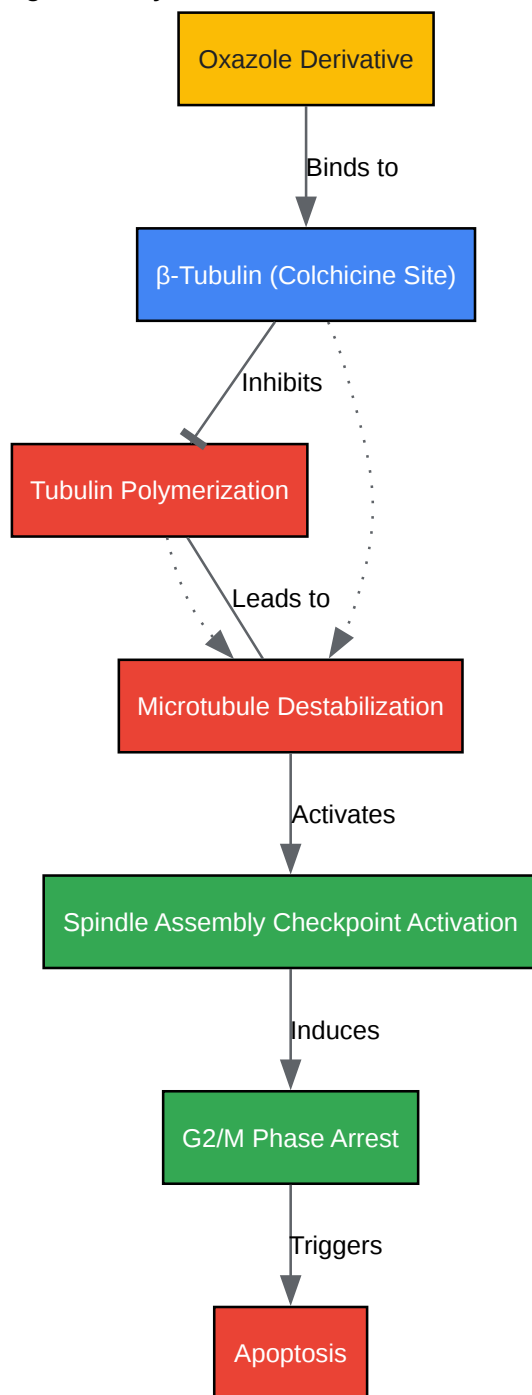 Oxazole Derivative
Binds to
β-Tubulin (Colchicine Site)
Inhibits
Tubulin Polymerization
Leads to
Microtubule Destabilization
Activates
Spindle Assembly Checkpoint Activation
Induces
G2/M Phase Arrest
Triggers
Apoptosis